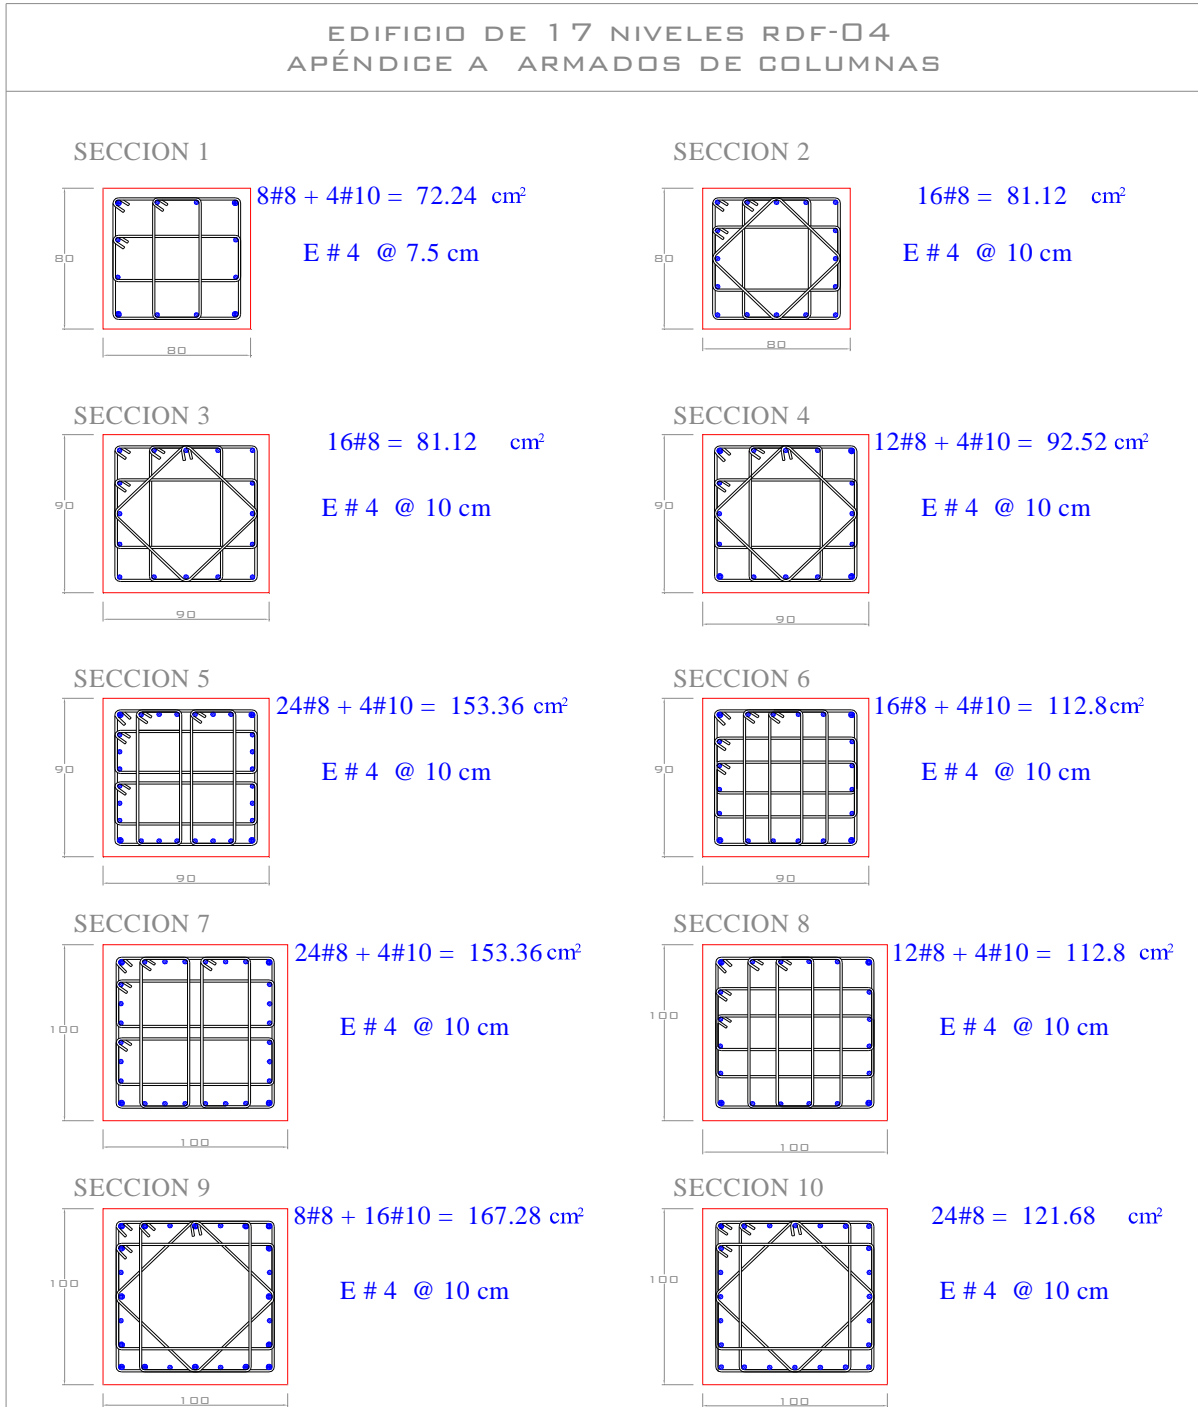 EDIFICIO DE 17 NIVELES RDF-04
APÉNDICE A ARMADOS DE COLUMNAS
SECCION 1
8#8 + 4#10 = 72.24 cm²
E # 4 @ 7.5 cm
80
80
SECCION 2
16#8 = 81.12 cm²
E # 4 @ 10 cm
80
80
SECCION 3
16#8 = 81.12 cm²
E # 4 @ 10 cm
90
90
SECCION 4
12#8 + 4#10 = 92.52 cm²
E # 4 @ 10 cm
90
90
SECCION 5
24#8 + 4#10 = 153.36 cm²
E # 4 @ 10 cm
90
90
SECCION 6
16#8 + 4#10 = 112.8 cm²
E # 4 @ 10 cm
90
90
SECCION 7
24#8 + 4#10 = 153.36 cm²
E # 4 @ 10 cm
100
100
SECCION 8
12#8 + 4#10 = 112.8 cm²
E # 4 @ 10 cm
100
100
SECCION 9
8#8 + 16#10 = 167.28 cm²
E # 4 @ 10 cm
100
100
SECCION 10
24#8 = 121.68 cm²
E # 4 @ 10 cm
100
100